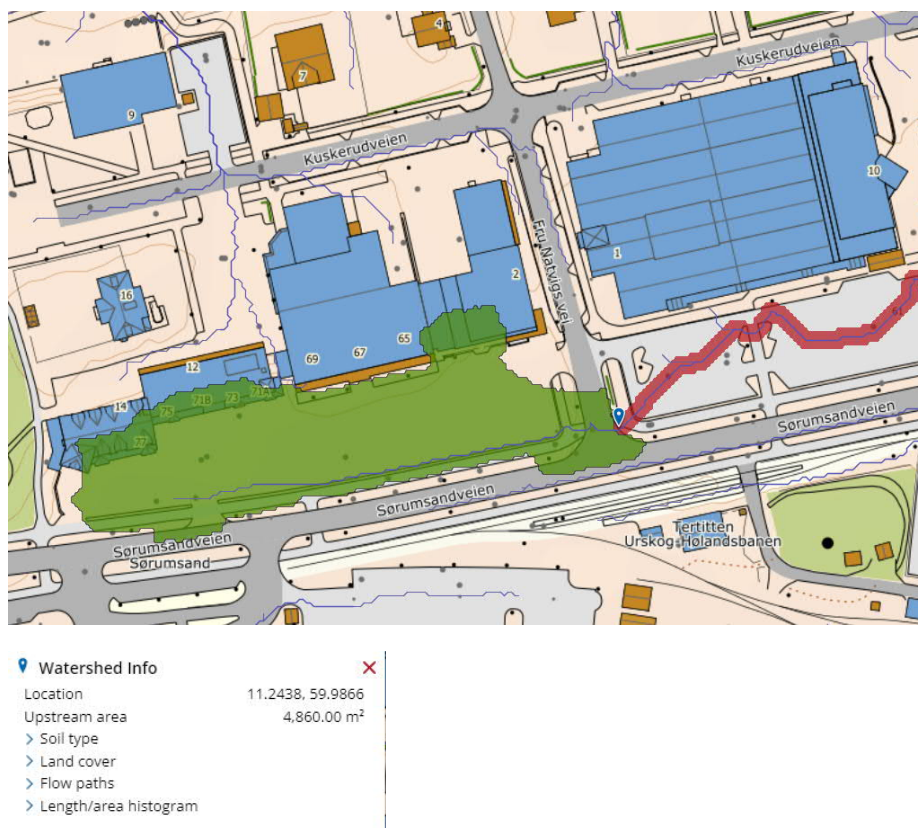 4
Kuskerudveien
7
9
Kuskerudveien
10
Fru Natvigs vei
1
2
16
61
65
67
69
12
71A
73
71B
75
14
77
Sørumsandveien
Sørumsandveien
Sørumsandveien
Sørumsand
Tertitten
Urskog-Hølandsbanen
Watershed Info
Location 11.2438, 59.9866
Upstream area 4,860.00 m²
> Soil type
> Land cover
> Flow paths
> Length/area histogram